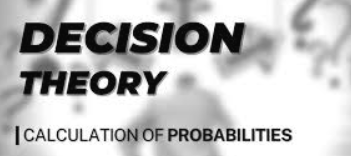 DECISION
THEORY
CALCULATION OF PROBABILITIES